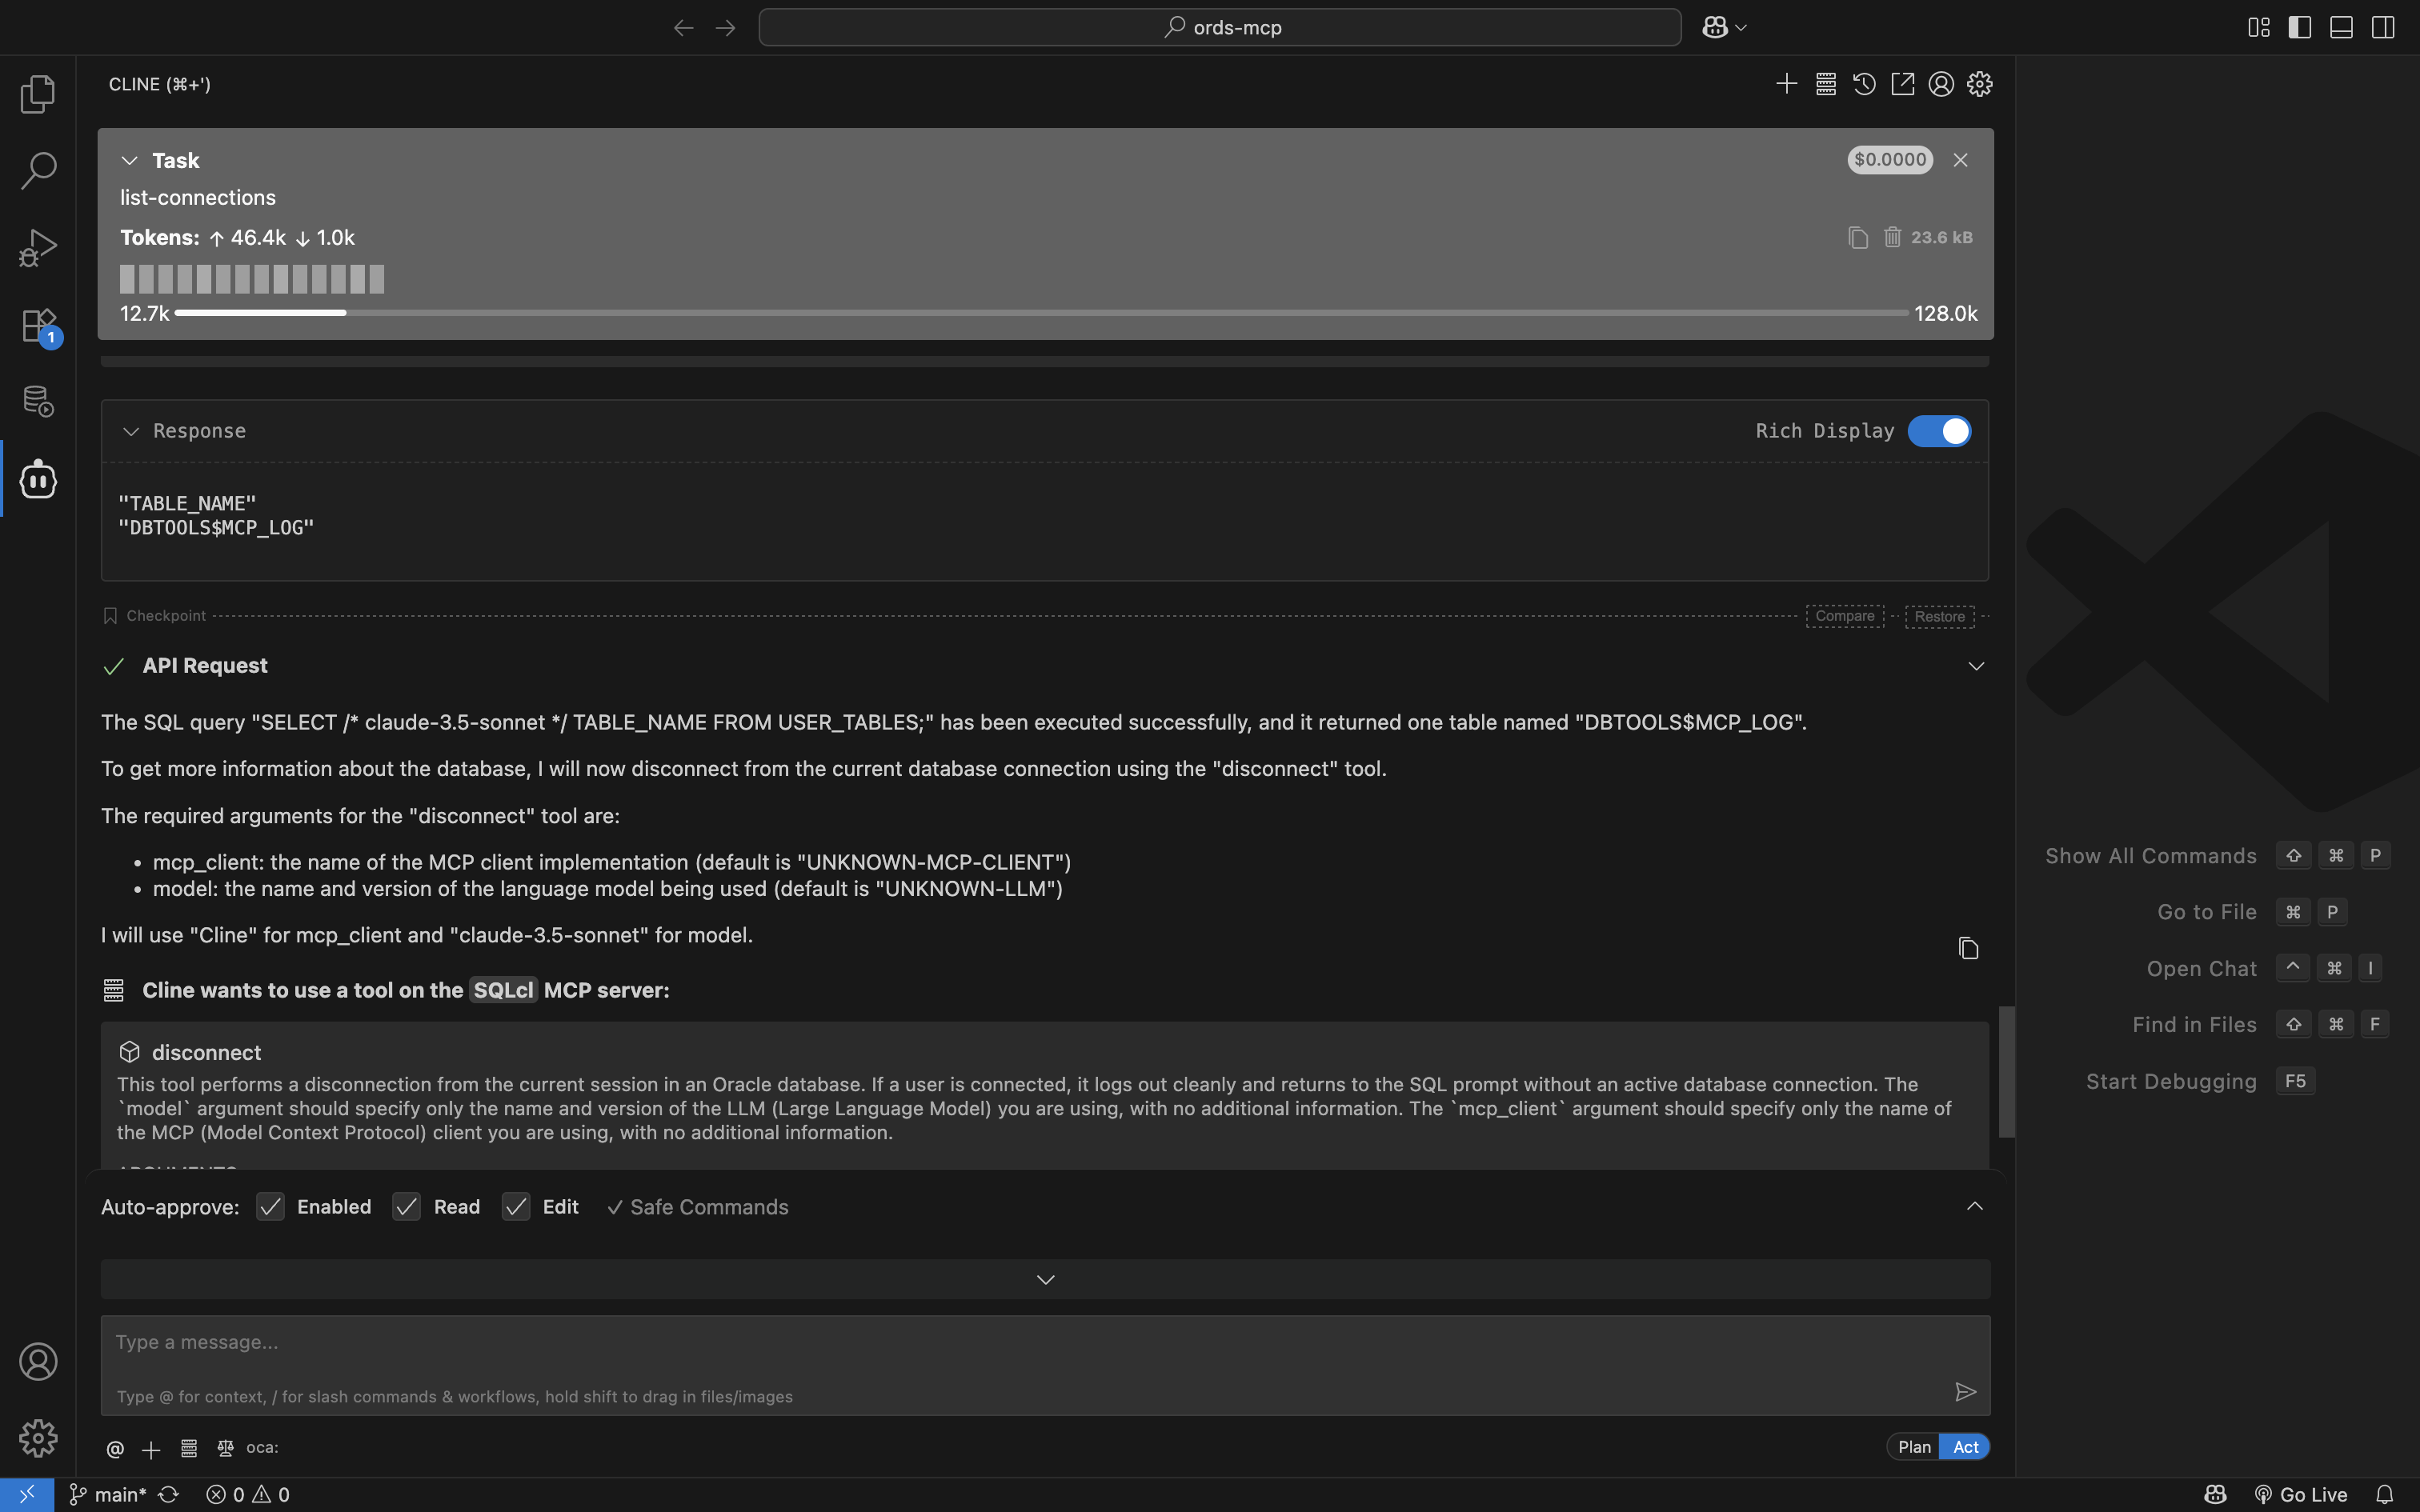 ords-mcp
CLINE (⌘+')
Task
$0.0000
list-connections
Tokens: ↑ 46.4k ↓ 1.0k
23.6 kB
12.7k
128.0k
Response
Rich Display
"TABLE_NAME"
"DBTOOLS$MCP_LOG"
Checkpoint
Compare
Restore
API Request
The SQL query "SELECT /* claude-3.5-sonnet */ TABLE_NAME FROM USER_TABLES;" has been executed successfully, and it returned one table named "DBTOOLS$MCP_LOG".
To get more information about the database, I will now disconnect from the current database connection using the "disconnect" tool.
The required arguments for the "disconnect" tool are:
• mcp_client: the name of the MCP client implementation (default is "UNKNOWN-MCP-CLIENT")
• model: the name and version of the language model being used (default is "UNKNOWN-LLM")
I will use "Cline" for mcp_client and "claude-3.5-sonnet" for model.
Cline wants to use a tool on the SQLcl MCP server:
disconnect
This tool performs a disconnection from the current session in an Oracle database. If a user is connected, it logs out cleanly and returns to the SQL prompt without an active database connection. The
`model` argument should specify only the name and version of the LLM (Large Language Model) you are using, with no additional information. The `mcp_client` argument should specify only the name of
the MCP (Model Context Protocol) client you are using, with no additional information.
Auto-approve: Enabled Read Edit ✓ Safe Commands
Type a message...
Type @ for context, / for slash commands & workflows, hold shift to drag in files/images
@ oca:
Plan Act
1
Show All Commands ⇧ ⌘ P
Go to File ⌘ P
Open Chat ^ ⌘ I
Find in Files ⇧ ⌘ F
Start Debugging F5
main* 0 0
Go Live